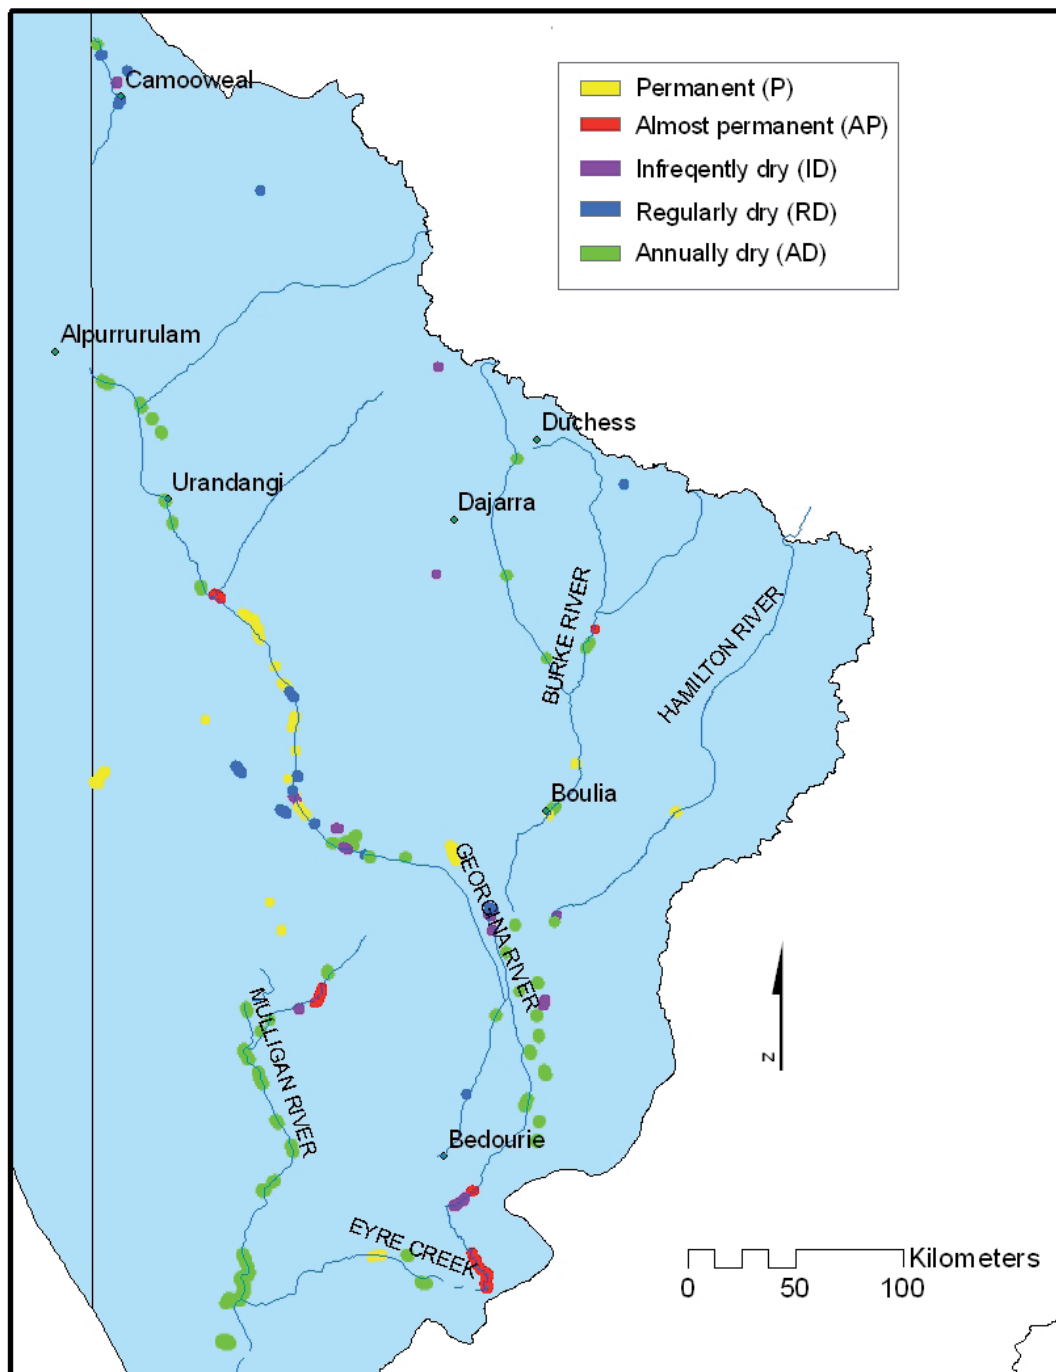 Camooweal
Permanent (P)
Almost permanent (AP)
Infreqently dry (ID)
Regularly dry (RD)
Annually dry (AD)
Alpurrurulam
Duchess
Urandangi
Dajarra
BURKE RIVER
HAMILTON RIVER
Boulia
GEORGINA RIVER
MULLIGAN RIVER
N
Bedourie
EYRE CREEK
Kilometers
0 50 100